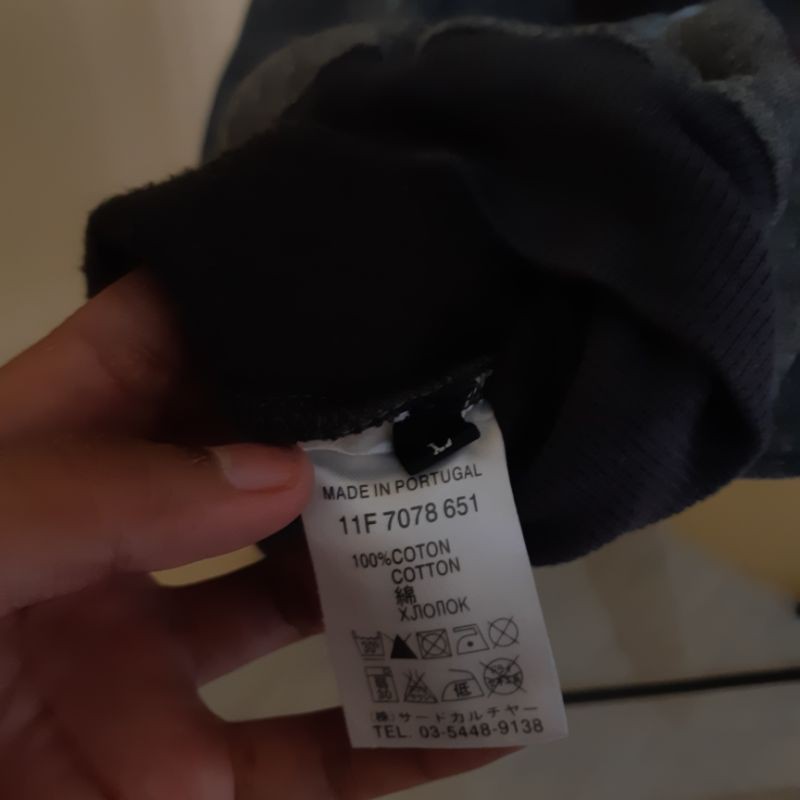 L
MADE IN PORTUGAL
11F 7078 651
100%COTON
COTTON
綿
ХЛОПОК
30°
低
(株)サードカルチャー
TEL. 03-5448-9138